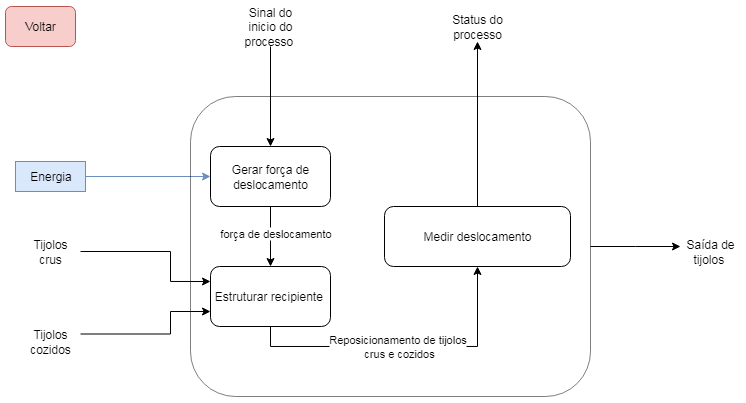 Voltar
Sinal do
inicio do
processo
Status do
processo
Gerar força de
deslocamento
Energia
força de deslocamento
Medir deslocamento
Tijolos
crus
Saída de
tijolos
Estruturar recipiente
Tijolos
cozidos
Reposicionamento de tijolos
crus e cozidos